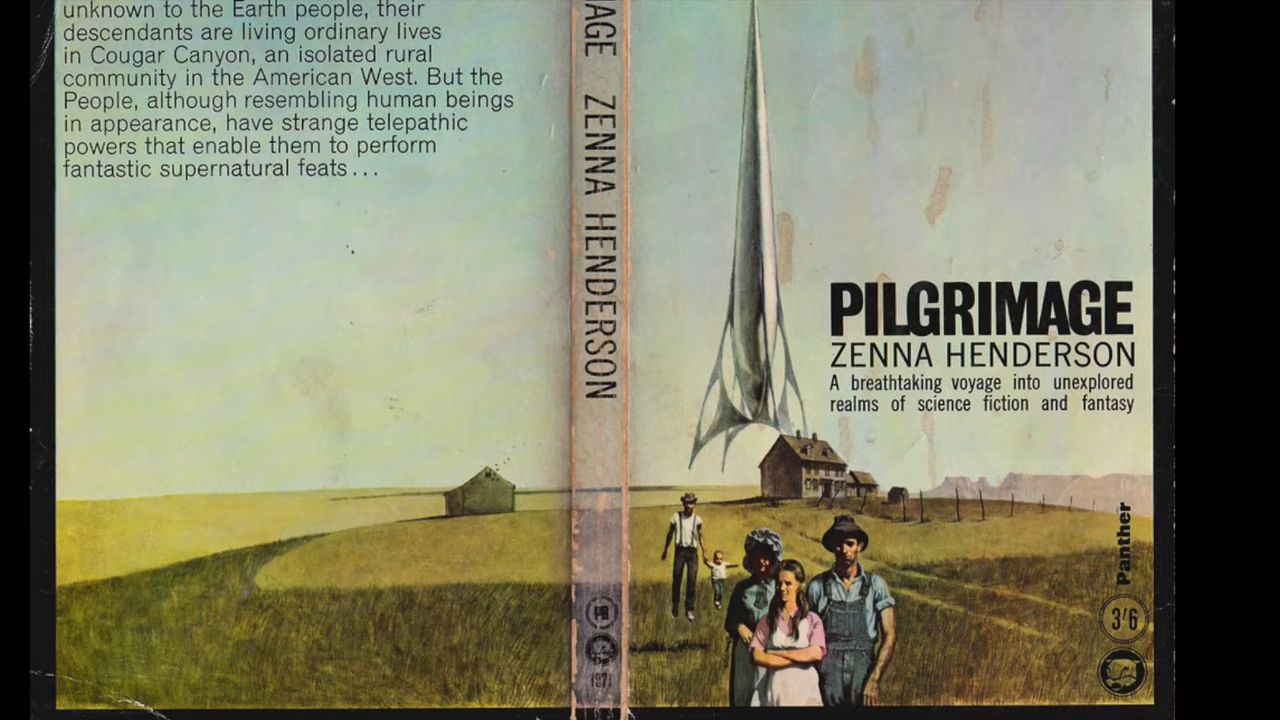 unknown to the Earth people, their
descendants are living ordinary lives
in Cougar Canyon, an isolated rural
community in the American West. But the
People, although resembling human beings
in appearance, have strange telepathic
powers that enable them to perform
fantastic supernatural feats...
AGE ZENNA HENDERSON
1971
PILGRIMAGE
ZENNA HENDERSON
A breathtaking voyage into unexplored
realms of science fiction and fantasy
Panther
3/6